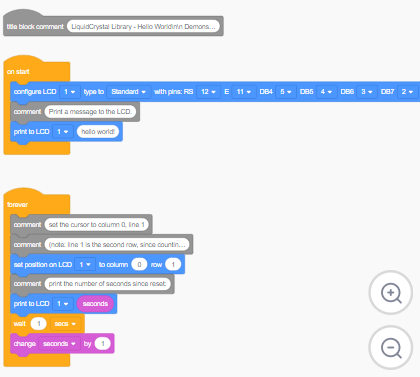 title block comment LiquidCrystal Library - Hello World\n\n Demons...
on start
configure LCD 1 type to Standard with pins: RS 12 E 11 DB4 5 DB5 4 DB6 3 DB7 2
comment Print a message to the LCD.
print to LCD 1 hello world!
forever
comment set the cursor to column 0, line 1
comment (note: line 1 is the second row, since countin...
set position on LCD 1 to column 0 row 1
comment print the number of seconds since reset:
print to LCD 1 seconds
wait 1 secs
change seconds by 1